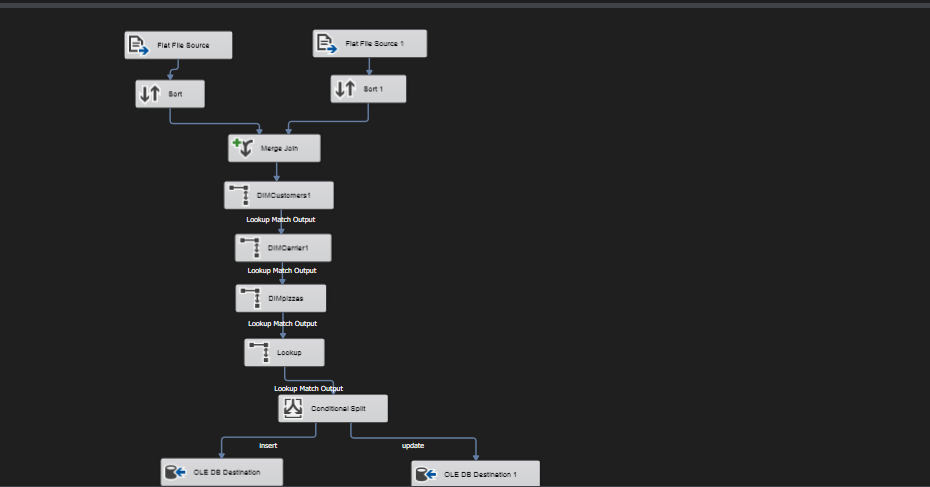 Flat File Source
Flat File Source 1
Sort
Sort 1
Merge Join
DIMCustomers1
Lookup Match Output
DIMCarrier1
Lookup Match Output
DIMpizzas
Lookup Match Output
Lookup
Lookup Match Output
Conditional Split
insert
update
OLE DB Destination
OLE DB Destination 1